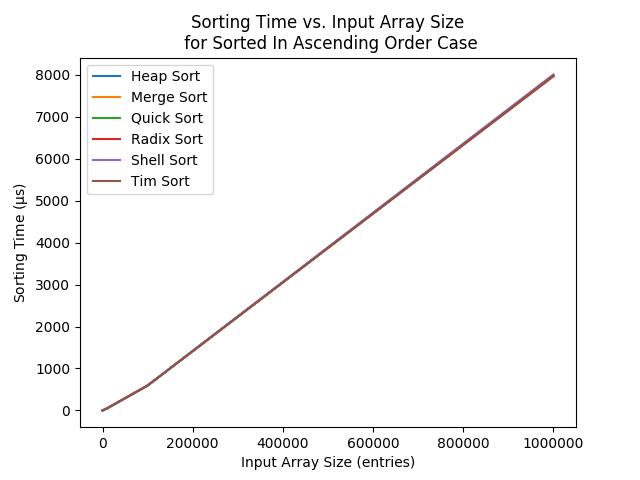 Sorting Time vs. Input Array Size
for Sorted In Ascending Order Case
Heap Sort
Merge Sort
Quick Sort
Radix Sort
Shell Sort
Tim Sort
Sorting Time (µs)
8000
7000
6000
5000
4000
3000
2000
1000
0
0 200000 400000 600000 800000 1000000
Input Array Size (entries)